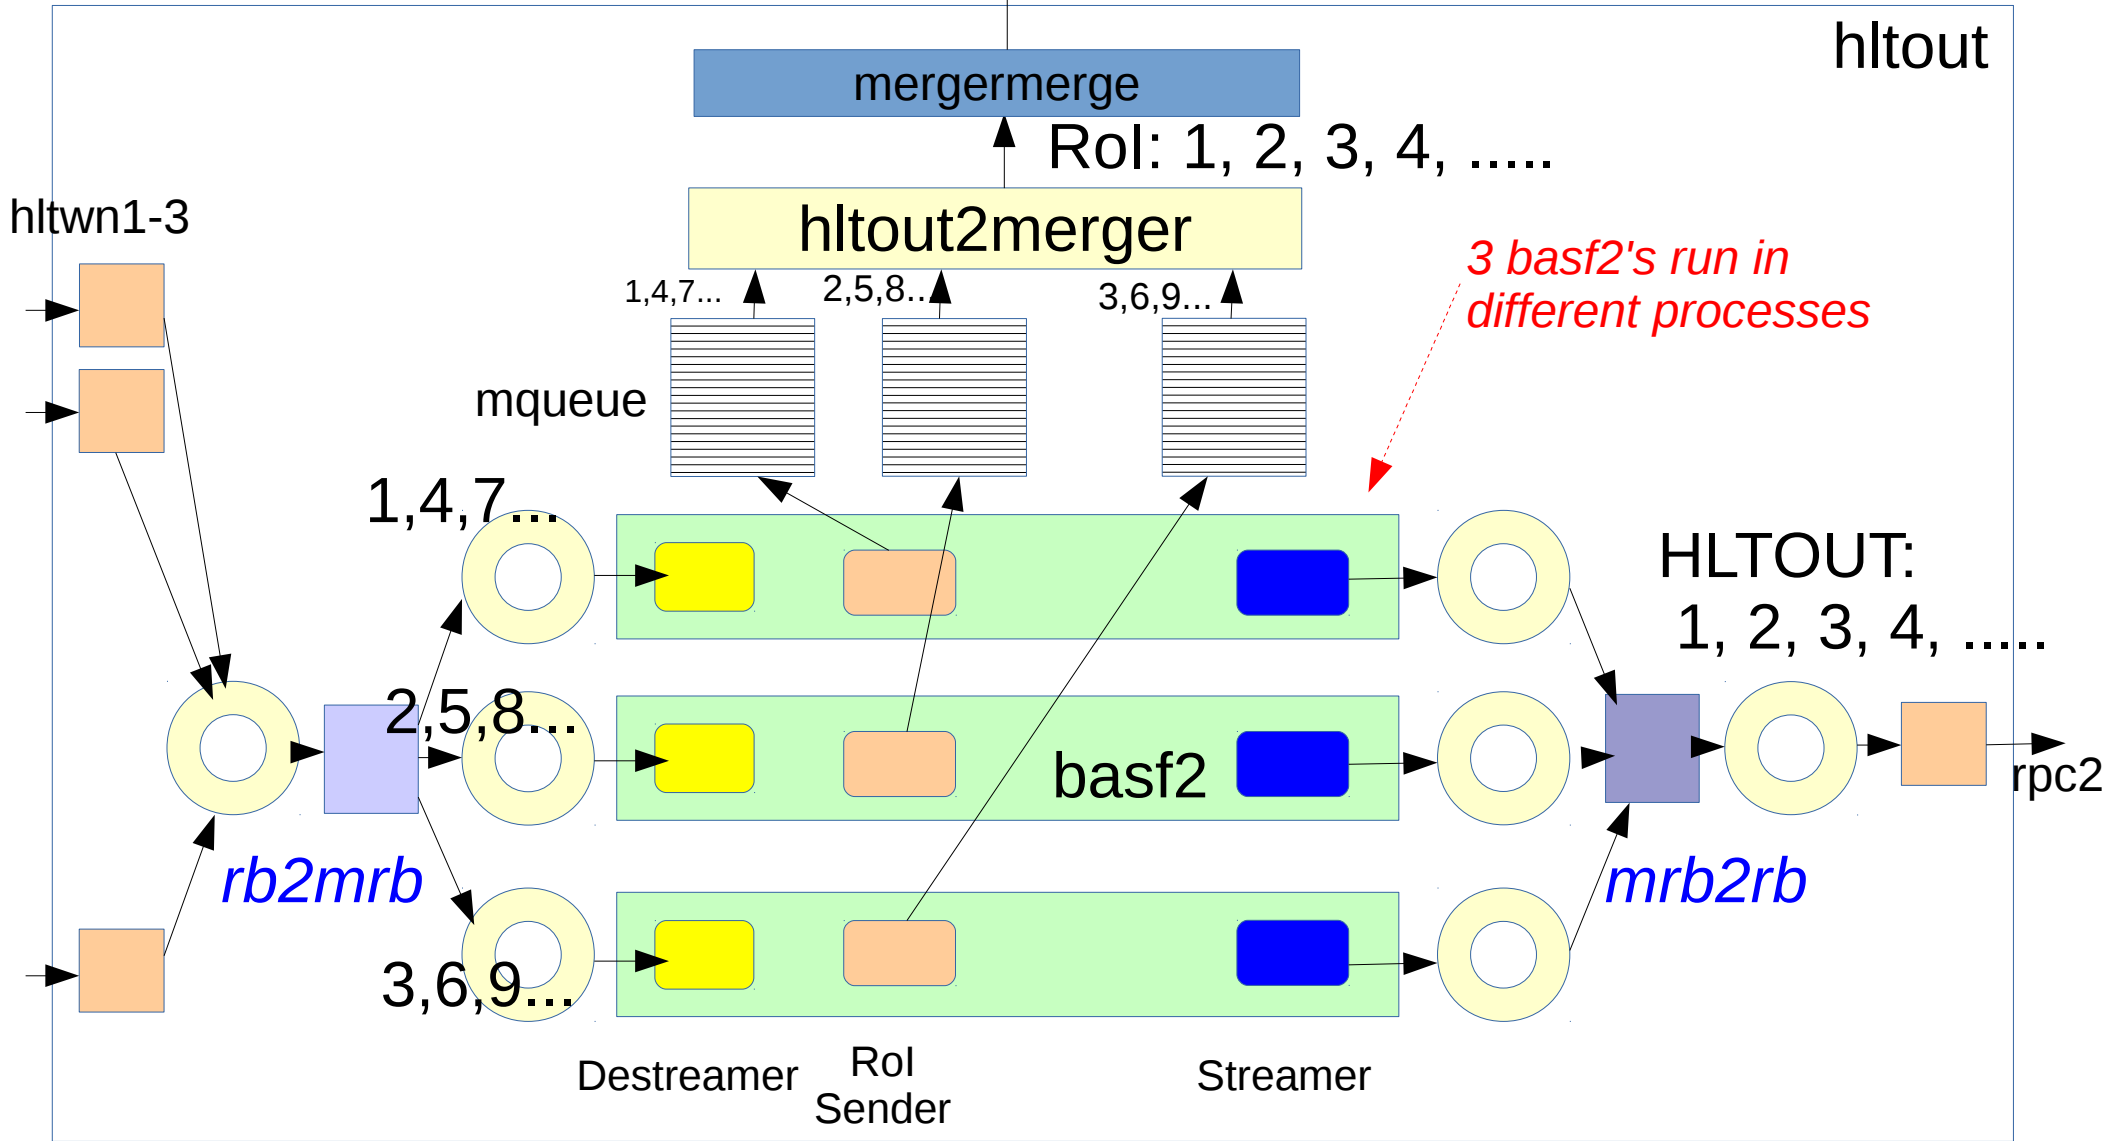 hltout
mergermerge
RoI: 1, 2, 3, 4, .....
hltwn1-3
hltout2merger
3 basf2's run in
different processes
1,4,7...
2,5,8...
3,6,9...
mqueue
1,4,7...
HLTOUT:
1, 2, 3, 4, .....
2,5,8...
basf2
rpc2
rb2mrb
mrb2rb
3,6,9...
Destreamer
RoI
Sender
Streamer